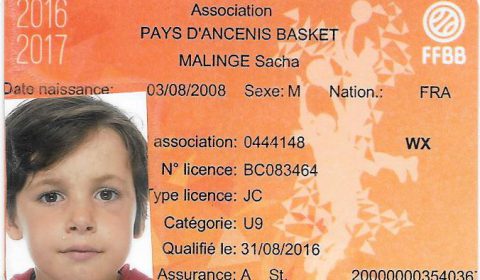 2016
2017
Association
PAYS D'ANCENIS BASKET
MALINGE Sacha
FFBB
Date naissance: 03/08/2008 Sexe: M Nation.: FRA
association: 0444148 WX
N° licence: BC083464
Type licence: JC
Catégorie: U9
Qualifié le: 31/08/2016
Assurance: A St. 20000000354036